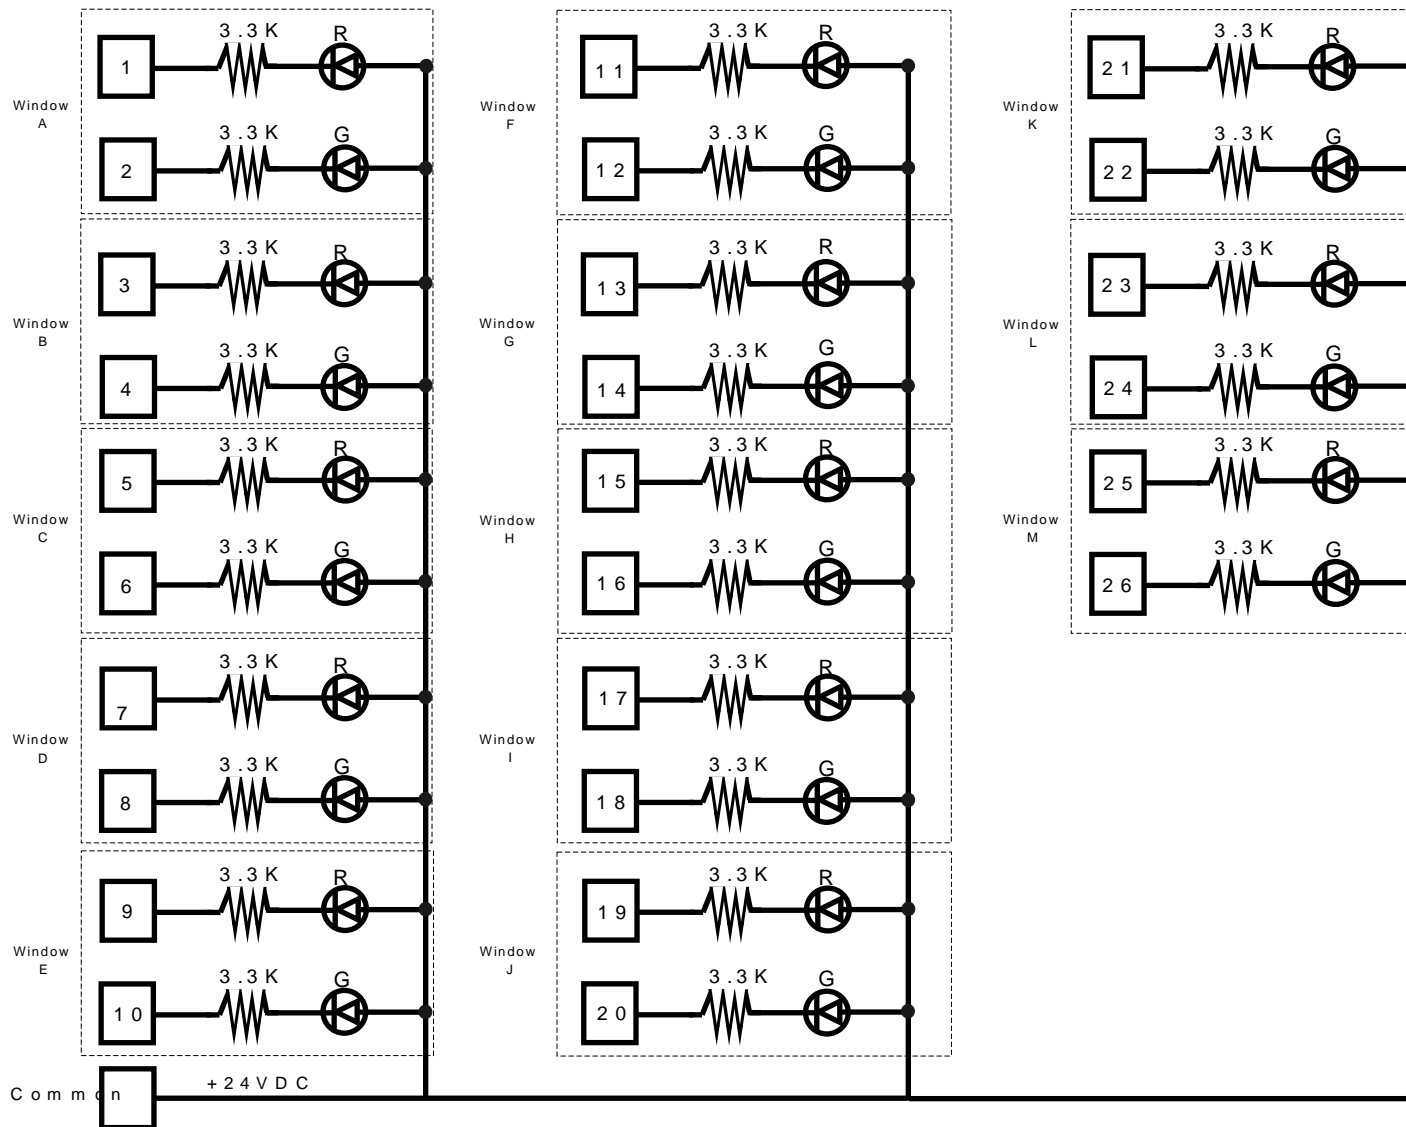 Window
A
1
3.3K
R
2
3.3K
G
Window
B
3
3.3K
R
4
3.3K
G
Window
C
5
3.3K
R
6
3.3K
G
Window
D
7
3.3K
R
8
3.3K
G
Window
E
9
3.3K
R
10
3.3K
G
Common
+24VDC
Window
F
11
3.3K
R
12
3.3K
G
Window
G
13
3.3K
R
14
3.3K
G
Window
H
15
3.3K
R
16
3.3K
G
Window
I
17
3.3K
R
18
3.3K
G
Window
J
19
3.3K
R
20
3.3K
G
Window
K
21
3.3K
R
22
3.3K
G
Window
L
23
3.3K
R
24
3.3K
G
Window
M
25
3.3K
R
26
3.3K
G